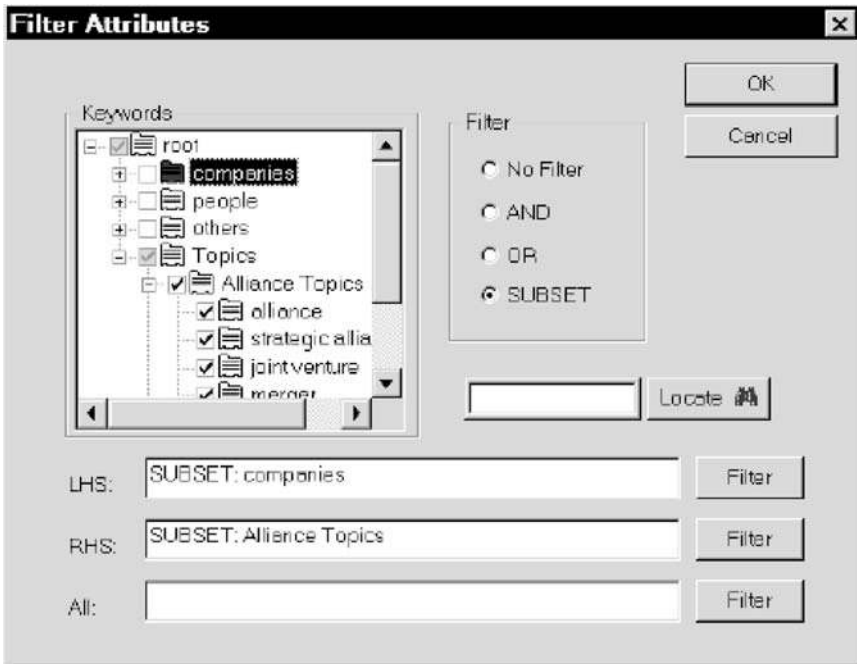 Filter Attributes
OK
Cancel
Keywords
root
companies
people
others
Topics
Alliance Topics
alliance
strategic allia
joint venture
merger
Filter
No Filter
AND
OR
SUBSET
Locate
LHS: SUBSET: companies Filter
RHS: SUBSET: Alliance Topics Filter
All: Filter